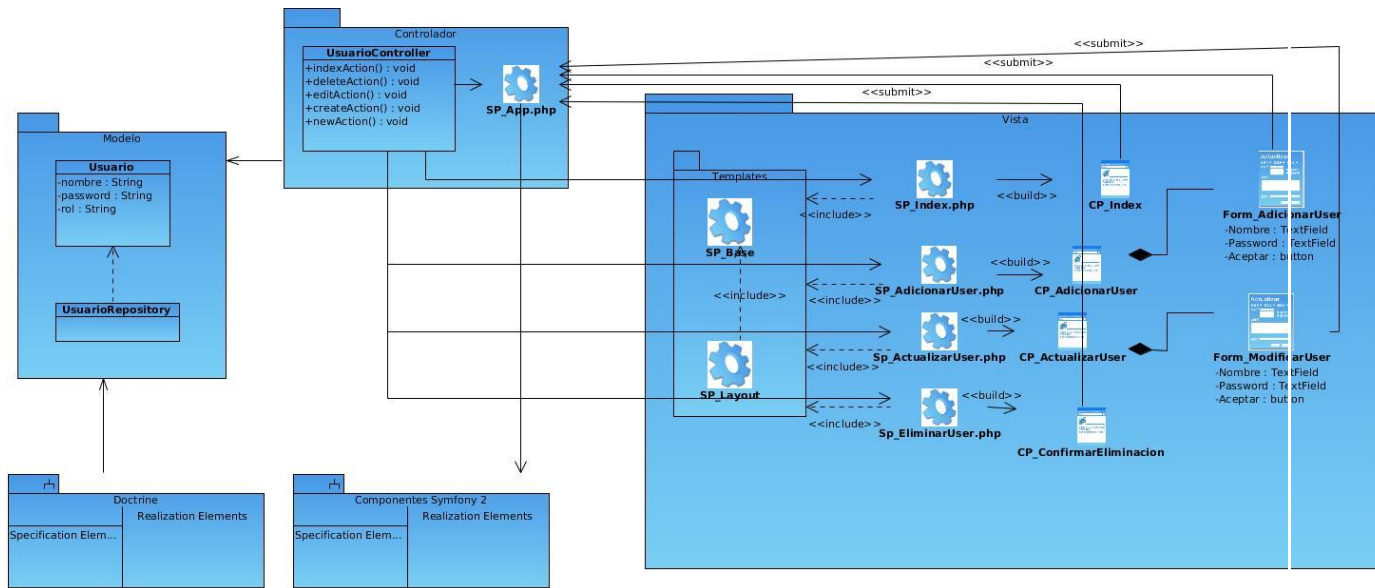 Controlador
UsuarioController
+indexAction() : void
+deleteAction() : void
+editAction() : void
+createAction() : void
+newAction() : void
SP_App.php
<<submit>>
<<submit>>
<<submit>>
Modelo
Usuario
-nombre : String
-password : String
-rol : String
UsuarioRepository
Vista
Templates
SP_Base
<<include>>
SP_Layout
SP_Index.php
<<include>>
<<build>>
CP_Index
SP_AdicionarUser.php
<<include>>
<<build>>
CP_AdicionarUser
Sp_ActualizarUser.php
<<include>>
<<build>>
CP_ActualizarUser
Sp_EliminarUser.php
<<include>>
<<build>>
CP_ConfirmarEliminacion
Actualizar
Form_AdicionarUser
-Nombre : TextField
-Password : TextField
-Aceptar : button
Actualizar
Form_ModificarUser
-Nombre : TextField
-Password : TextField
-Aceptar : button
Doctrine
Specification Elem...
Realization Elements
Componentes Symfony 2
Specification Elem...
Realization Elements